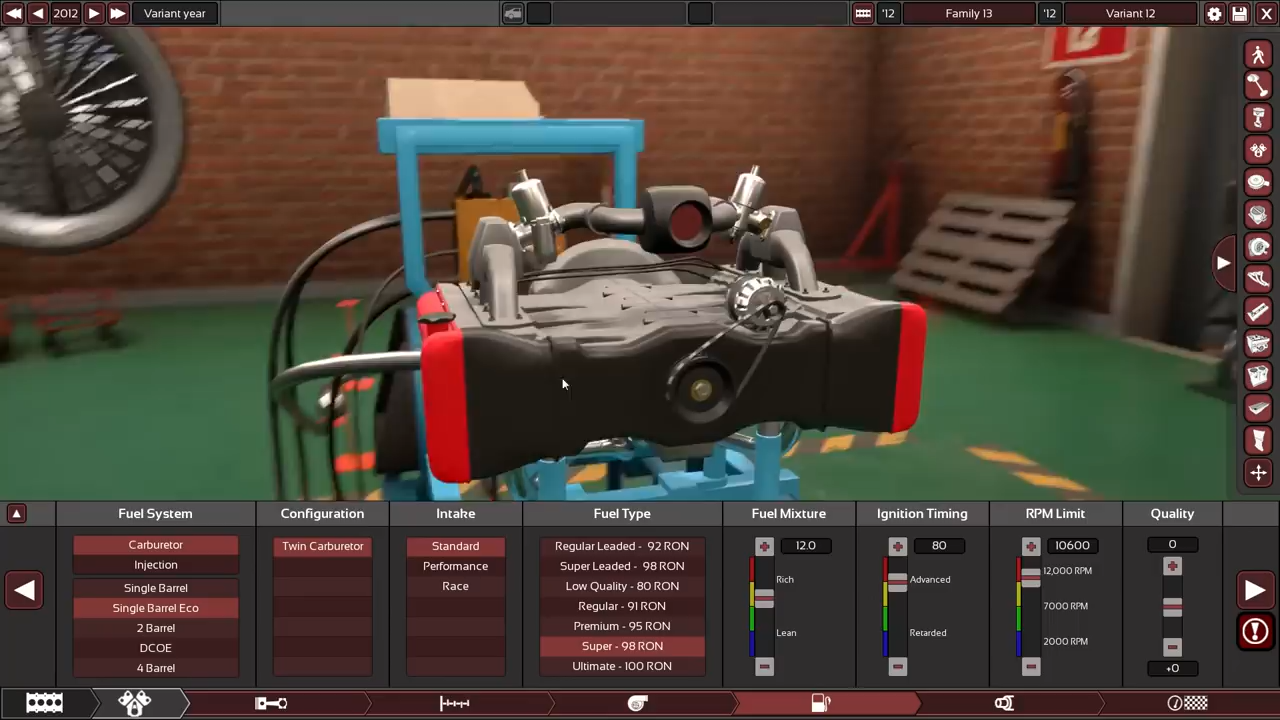 2012 Variant year '12 Family 13 '12 Variant 12
Fuel System
Carburetor
Injection
Single Barrel
Single Barrel Eco
2 Barrel
DCOE
4 Barrel
Configuration
Twin Carburetor
Intake
Standard
Performance
Race
Fuel Type
Regular Leaded - 92 RON
Super Leaded - 98 RON
Low Quality - 80 RON
Regular - 91 RON
Premium - 95 RON
Super - 98 RON
Ultimate - 100 RON
Fuel Mixture
12.0
Rich
Lean
Ignition Timing
80
Advanced
Retarded
RPM Limit
10600
12,000 RPM
7000 RPM
2000 RPM
Quality
0
+0